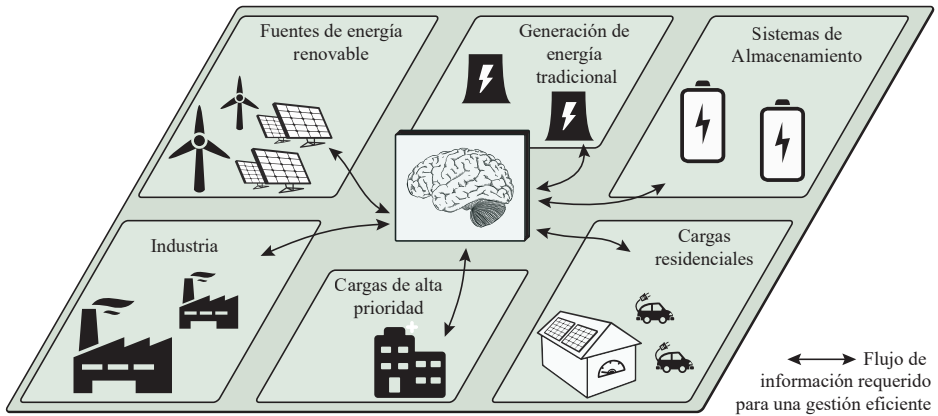 Fuentes de energía
renovable
Generación de
energía
tradicional
Sistemas de
Almacenamiento
Industria
Cargas de alta
prioridad
Cargas
residenciales
Flujo de
información requerido
para una gestión eficiente